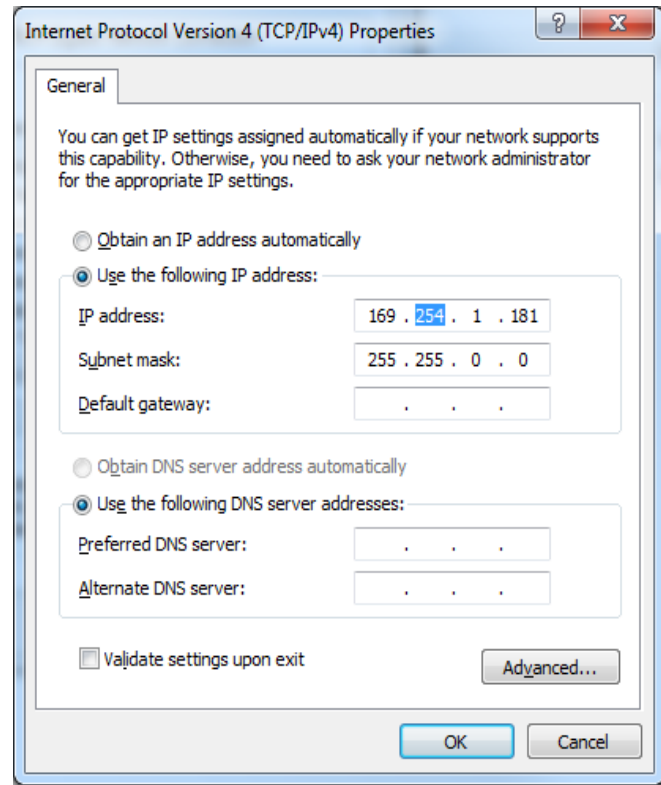 Internet Protocol Version 4 (TCP/IPv4) Properties
General
You can get IP settings assigned automatically if your network supports
this capability. Otherwise, you need to ask your network administrator
for the appropriate IP settings.
Obtain an IP address automatically
Use the following IP address:
IP address: 169 . 254 . 1 . 181
Subnet mask: 255 . 255 . 0 . 0
Default gateway: . . .
Obtain DNS server address automatically
Use the following DNS server addresses:
Preferred DNS server: . . .
Alternate DNS server: . . .
Validate settings upon exit
Advanced...
OK Cancel